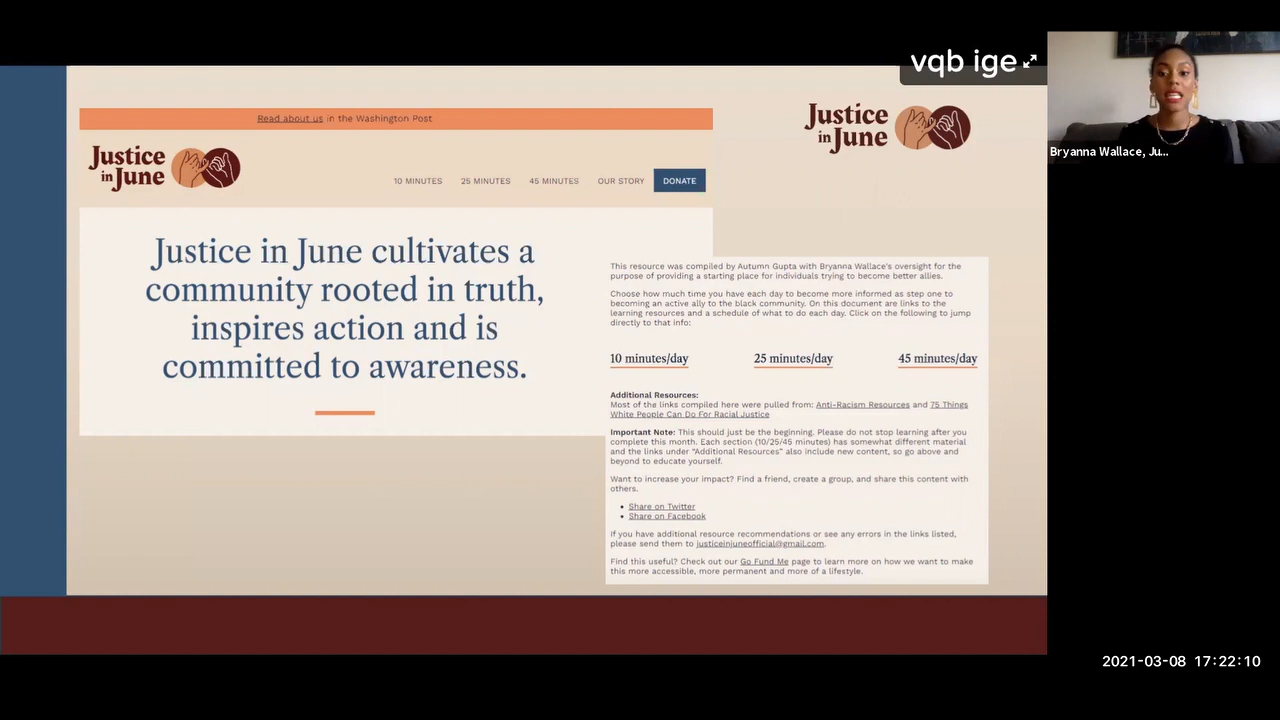 vqb ige
Bryanna Wallace, Ju...
Read about us in the Washington Post
Justice
in June
Justice
in June
10 MINUTES 25 MINUTES 45 MINUTES OUR STORY DONATE
Justice in June cultivates a
community rooted in truth,
inspires action and is
committed to awareness.
This resource was compiled by Autumn Gupta with Bryanna Wallace's oversight for the
purpose of providing a starting place for individuals trying to become better allies.
Choose how much time you have each day to become more informed as step one to
becoming an active ally to the black community. On this document are links to the
learning resources and a schedule of what to do each day. Click on the following to jump
directly to that info:
10 minutes/day 25 minutes/day 45 minutes/day
Additional Resources:
Most of the links compiled here were pulled from: Anti-Racism Resources and 75 Things
White People Can Do For Racial Justice
Important Note: This should just be the beginning. Please do not stop learning after you
complete this month. Each section (10/25/45 minutes) has somewhat different material
and the links under "Additional Resources" also include new content, so go above and
beyond to educate yourself.
Want to increase your impact? Find a friend, create a group, and share this content with
others.
• Share on Twitter
• Share on Facebook
If you have additional resource recommendations or see any errors in the links listed,
please send them to justiceinjuneofficial@gmail.com.
Find this useful? Check out our Go Fund Me page to learn more on how we want to make
this more accessible, more permanent and more of a lifestyle.
2021-03-08 17:22:10